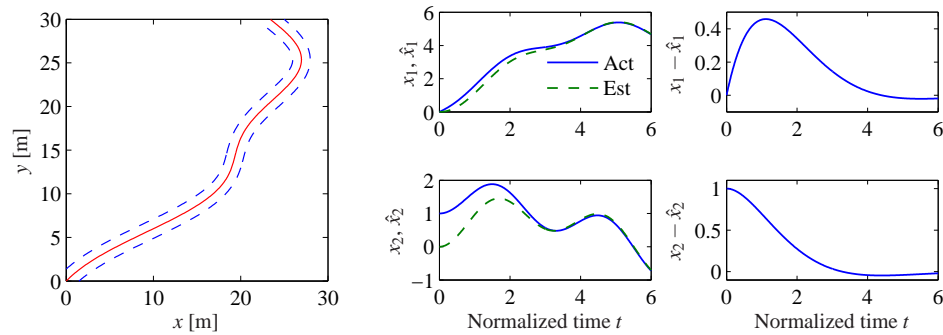 30
25
20
15
10
5
0
y [m]
0 10 20 30
x [m]
6
4
2
0
x₁, x̂₁
Act
Est
0 2 4 6
0.4
0.2
0
x₁ − x̂₁
0 2 4 6
2
1
0
−1
x₂, x̂₂
0 2 4 6
Normalized time t
1
0.5
0
x₂ − x̂₂
0 2 4 6
Normalized time t